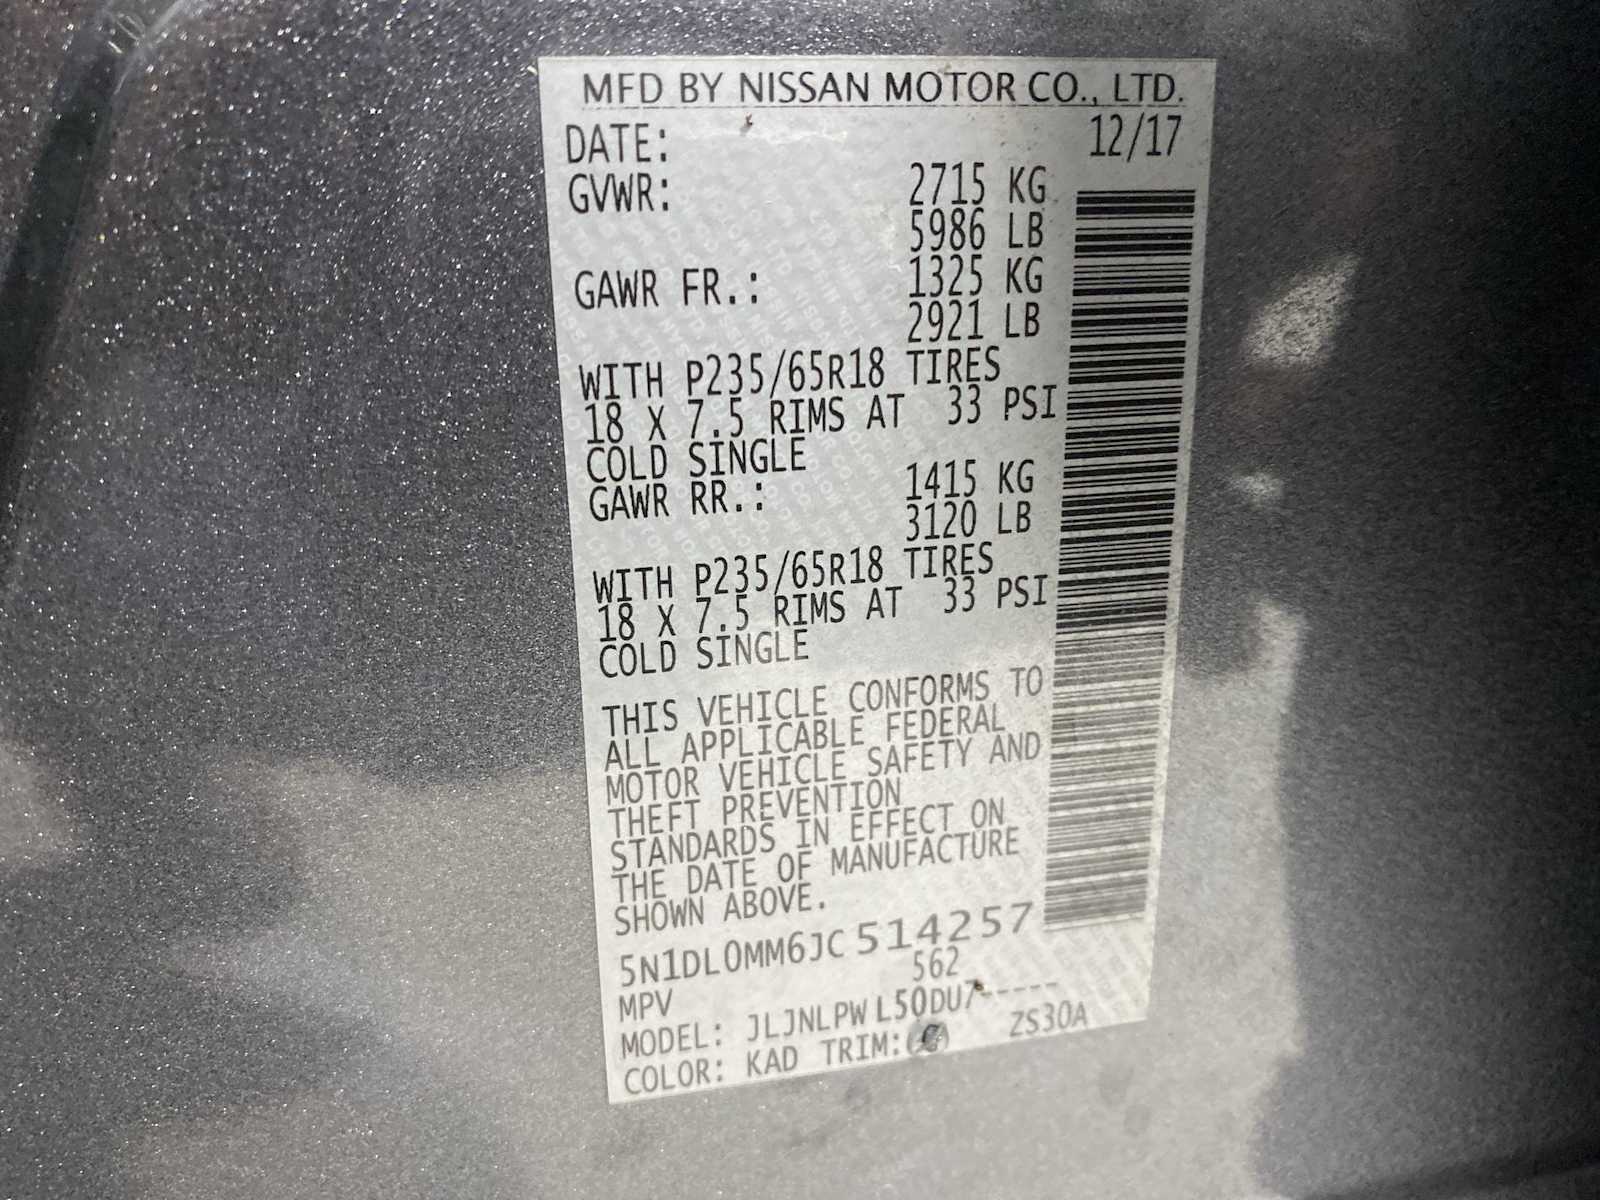 MFD BY NISSAN MOTOR CO., LTD.
DATE: 12/17
GVWR: 2715 KG
5986 LB
GAWR FR.: 1325 KG
2921 LB
WITH P235/65R18 TIRES
18 X 7.5 RIMS AT 33 PSI
COLD SINGLE
GAWR RR.: 1415 KG
3120 LB
WITH P235/65R18 TIRES
18 X 7.5 RIMS AT 33 PSI
COLD SINGLE
THIS VEHICLE CONFORMS TO
ALL APPLICABLE FEDERAL
MOTOR VEHICLE SAFETY AND
THEFT PREVENTION
STANDARDS IN EFFECT ON
THE DATE OF MANUFACTURE
SHOWN ABOVE.
5N1DL0MM6JC514257
MPV 562
MODEL: JLJNLPW L50DU7-----
COLOR: KAD TRIM: ZS30A